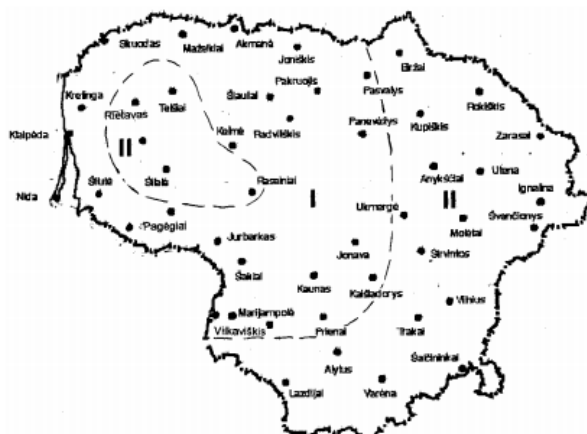 Skuodas
Mažeikiai
Akmenė
Joniškis
Biržai
Pakruojis
Pasvalys
Kretinga
Rietavas
Telšiai
Šiauliai
Rokiškis
Radviliškis
Panevėžys
Kupiškis
Klaipėda
Kelmė
Zarasai
II
Anykščiai
Utena
Šilutė
Šilalė
Raseiniai
I
II
Ignalina
Nida
Ukmergė
Molėtai
Švenčionys
Pagėgiai
Jurbarkas
Jonava
Širvintos
Šakiai
Kaunas
Kaišiadorys
Vilnius
Marijampolė
Vilkaviškis
Prienai
Trakai
Alytus
Šalčininkai
Lazdijai
Varėna